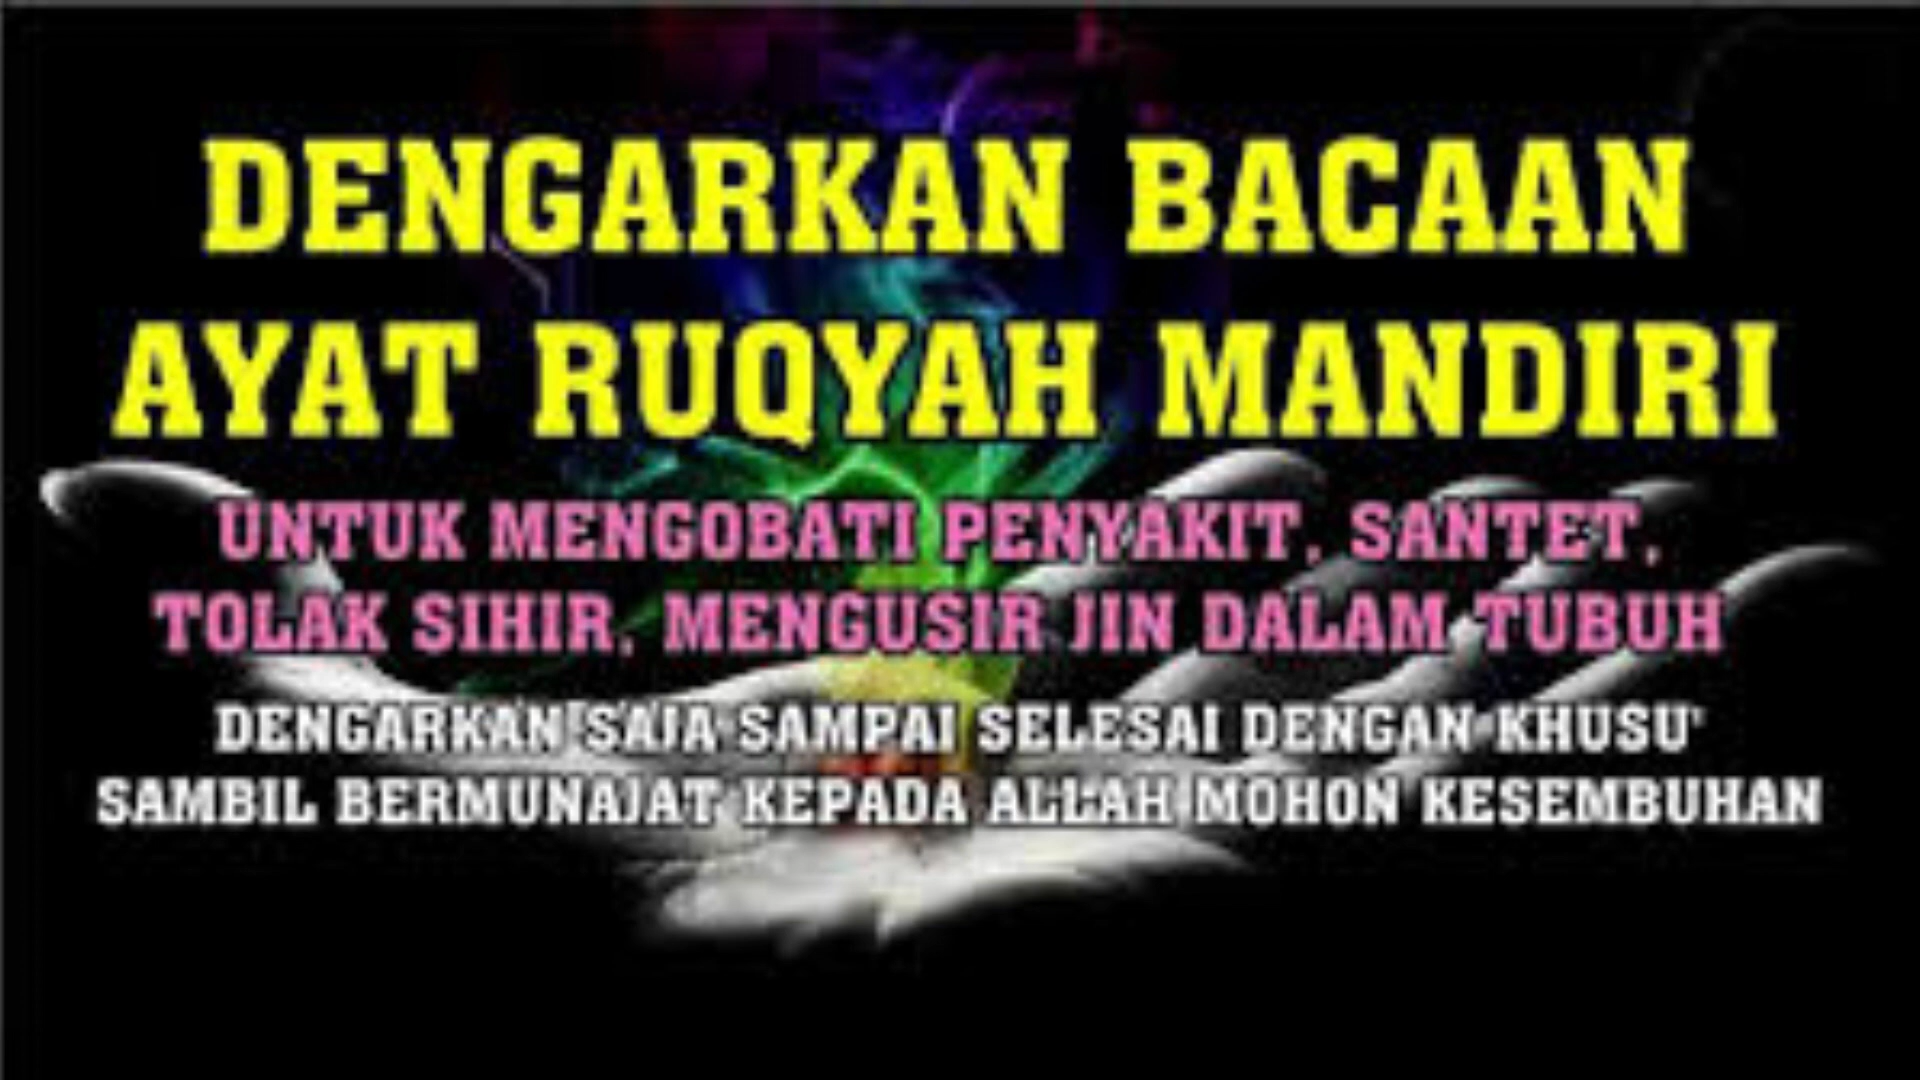 DENGARKAN BACAAN
AYAT RUQYAH MANDIRI
UNTUK MENGOBATI PENYAKIT, SANTET,
TOLAK SIHIR, MENGUSIR JIN DALAM TUBUH
DENGARKAN SAJA SAMPAI SELESAI DENGAN KHUSU'
SAMBIL BERMUNAJAT KEPADA ALLAH MOHON KESEMBUHAN